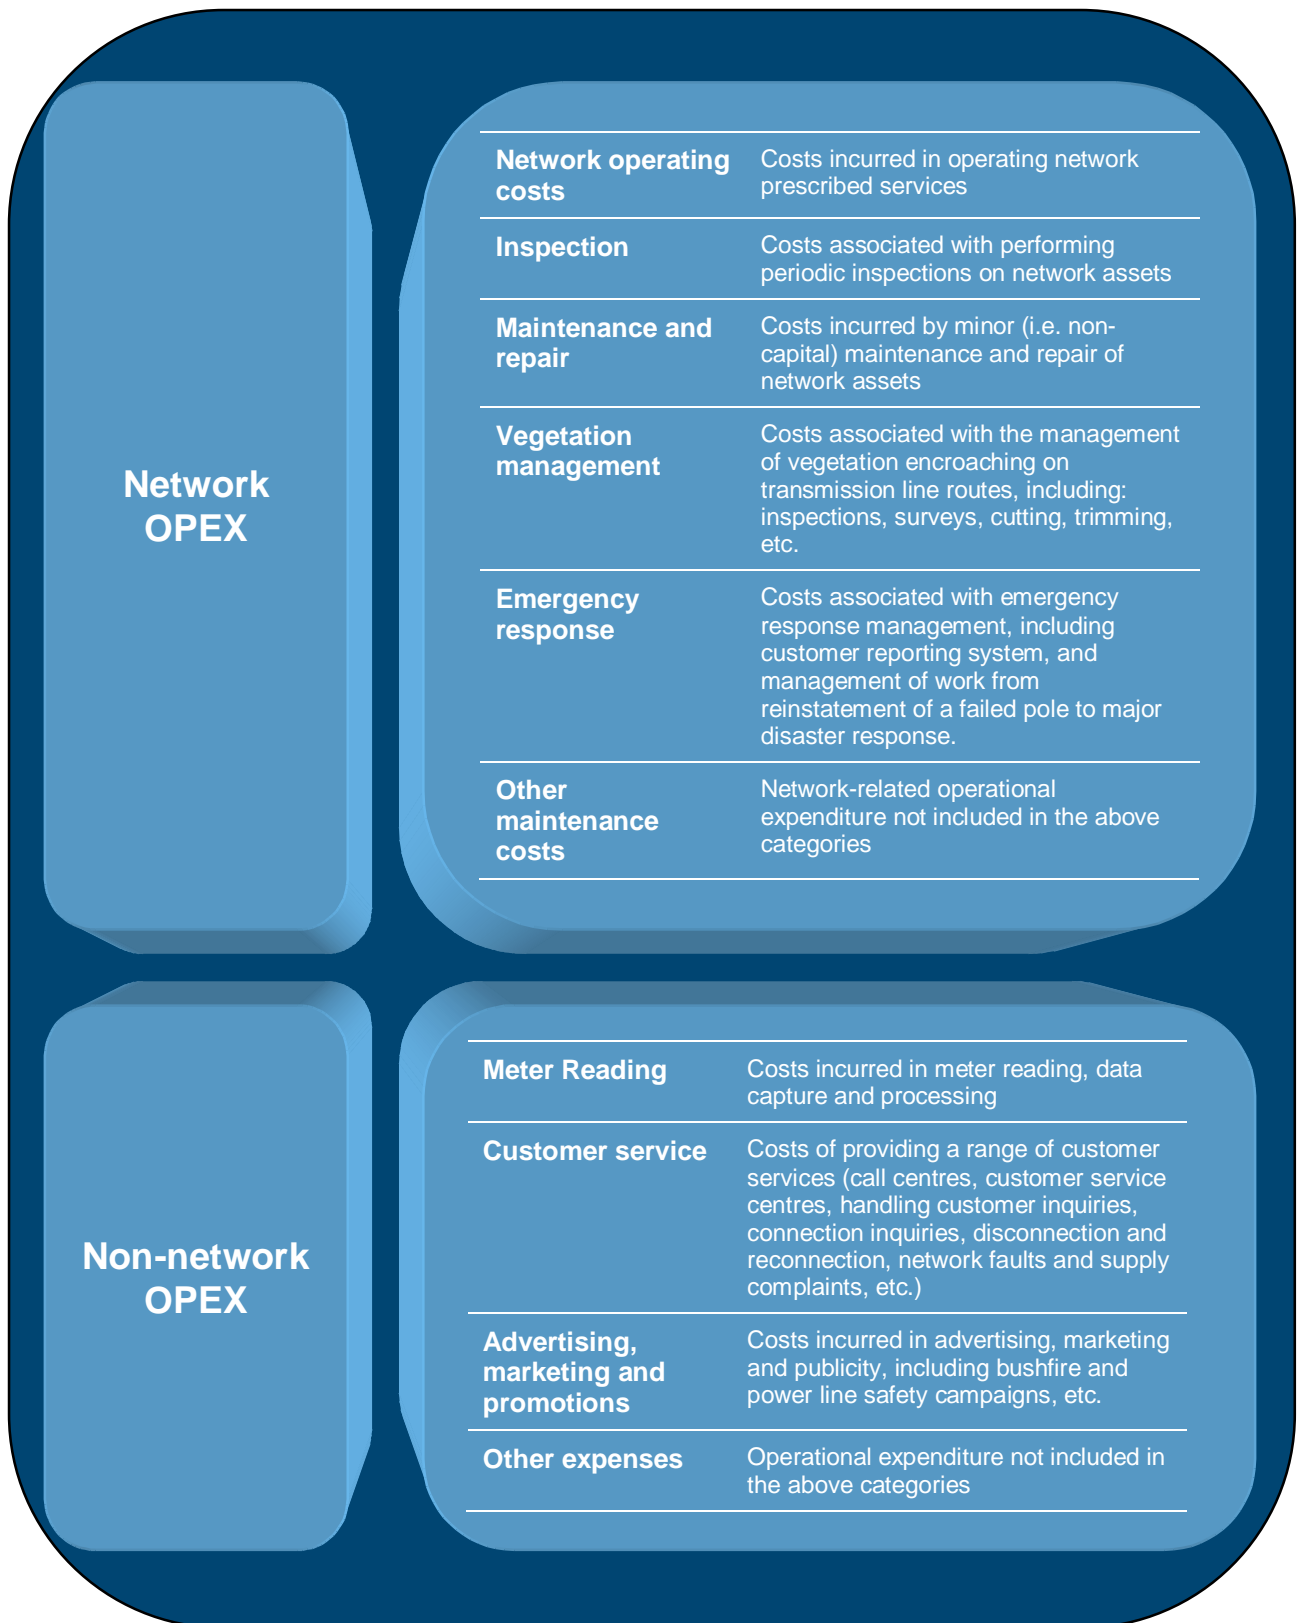 Network
OPEX
Network operating
costs
Costs incurred in operating network
prescribed services
Inspection
Costs associated with performing
periodic inspections on network assets
Maintenance and
repair
Costs incurred by minor (i.e. non-
capital) maintenance and repair of
network assets
Vegetation
management
Costs associated with the management
of vegetation encroaching on
transmission line routes, including:
inspections, surveys, cutting, trimming,
etc.
Emergency
response
Costs associated with emergency
response management, including
customer reporting system, and
management of work from
reinstatement of a failed pole to major
disaster response.
Other
maintenance
costs
Network-related operational
expenditure not included in the above
categories
Non-network
OPEX
Meter Reading
Costs incurred in meter reading, data
capture and processing
Customer service
Costs of providing a range of customer
services (call centres, customer service
centres, handling customer inquiries,
connection inquiries, disconnection and
reconnection, network faults and supply
complaints, etc.)
Advertising,
marketing and
promotions
Costs incurred in advertising, marketing
and publicity, including bushfire and
power line safety campaigns, etc.
Other expenses
Operational expenditure not included in
the above categories